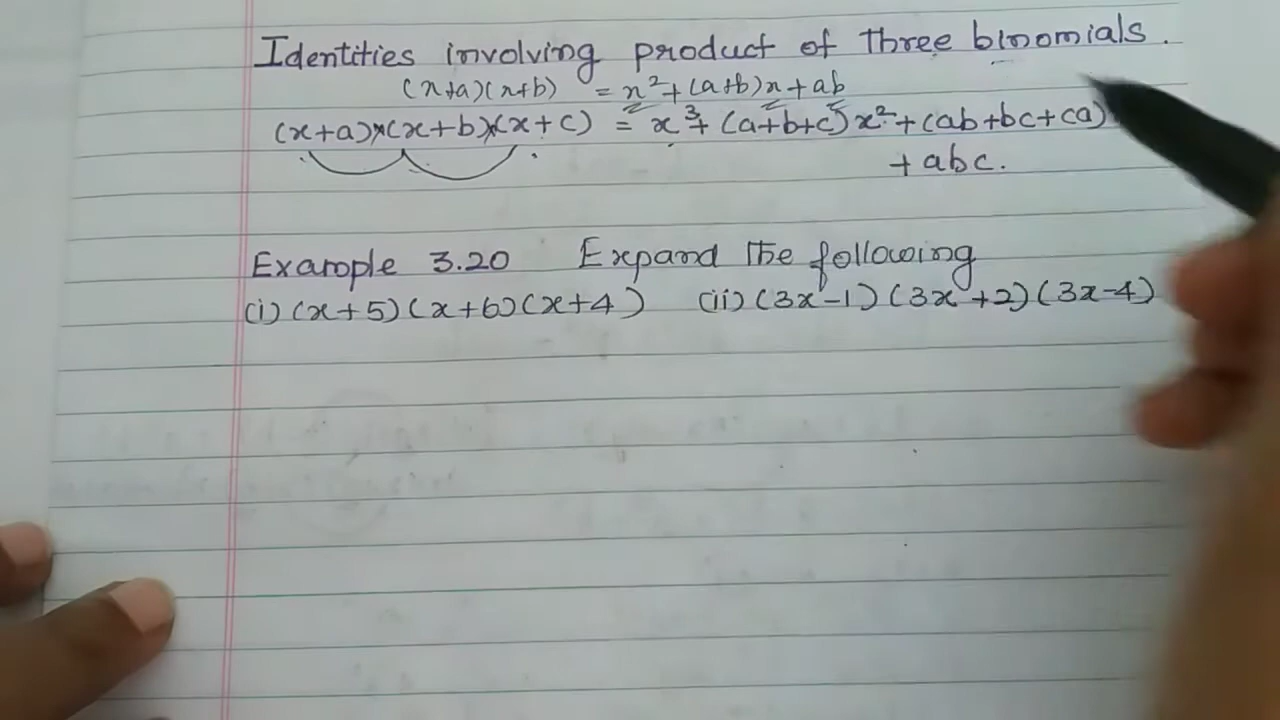 Identities involving product of three binomials.
(x+a)(x+b) = x²+(a+b)x+ab
(x+a)×(x+b)×(x+c) = x³+(a+b+c)x²+(ab+bc+ca)
+abc.
Example 3.20 Expand the following
(i)(x+5)(x+6)(x+4) (ii)(3x-1)(3x+2)(3x-4)